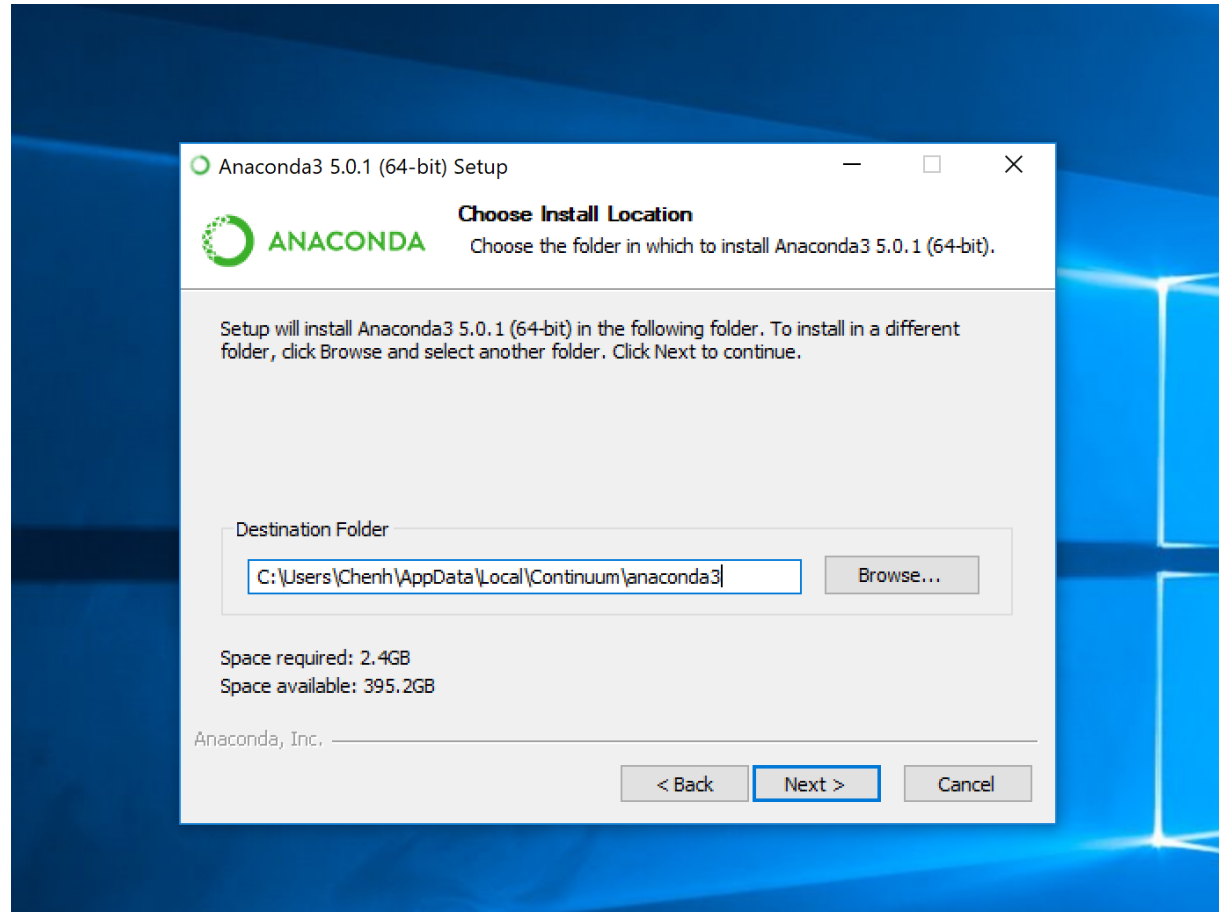 Anaconda3 5.0.1 (64-bit) Setup
ANACONDA
Choose Install Location
Choose the folder in which to install Anaconda3 5.0.1 (64-bit).
Setup will install Anaconda3 5.0.1 (64-bit) in the following folder. To install in a different
folder, click Browse and select another folder. Click Next to continue.
Destination Folder
C:\Users\Chenh\AppData\Local\Continuum\anaconda3
Browse...
Space required: 2.4GB
Space available: 395.2GB
Anaconda, Inc.
< Back
Next >
Cancel